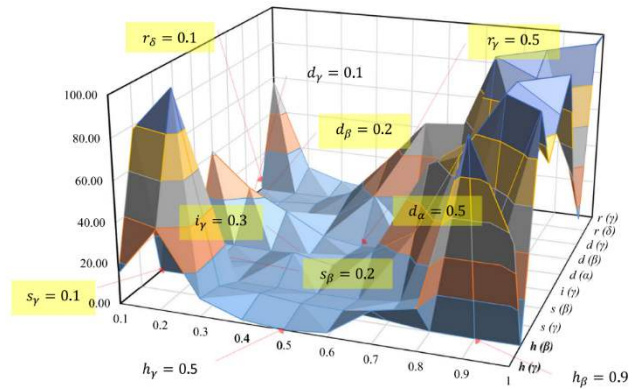 r_δ = 0.1
r_γ = 0.5
d_γ = 0.1
d_β = 0.2
i_γ = 0.3
d_α = 0.5
s_γ = 0.1
s_β = 0.2
h_γ = 0.5
h_β = 0.9
100.00
80.00
60.00
40.00
20.00
0.00
0.1
0.2
0.3
0.4
0.5
0.6
0.7
0.8
0.9
1
r (γ)
r (δ)
d (γ)
d (β)
d (α)
i (γ)
s (β)
s (γ)
h (β)
h (γ)